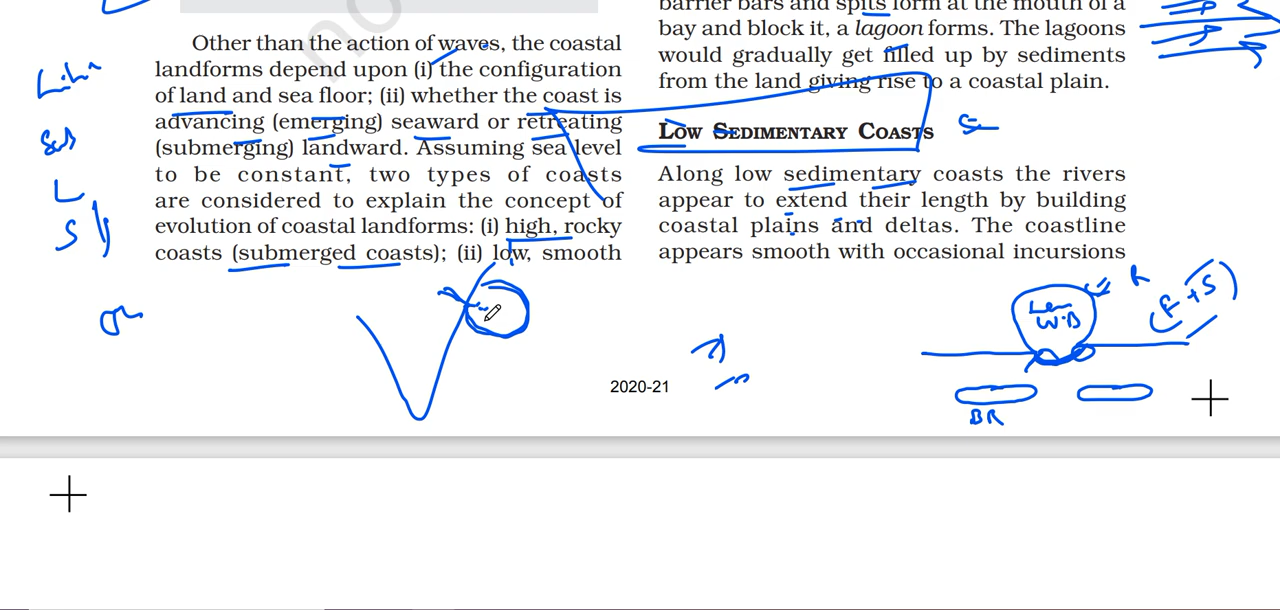 Other than the action of waves, the coastal
landforms depend upon (i) the configuration
of land and sea floor; (ii) whether the coast is
advancing (emerging) seaward or retreating
(submerging) landward. Assuming sea level
to be constant, two types of coasts
are considered to explain the concept of
evolution of coastal landforms: (i) high, rocky
coasts (submerged coasts); (ii) low, smooth
barrier bars and spits form at the mouth of a
bay and block it, a lagoon forms. The lagoons
would gradually get filled up by sediments
from the land giving rise to a coastal plain.
LOW SEDIMENTARY COASTS
Along low sedimentary coasts the rivers
appear to extend their length by building
coastal plains and deltas. The coastline
appears smooth with occasional incursions
W.B
BR
2020-21